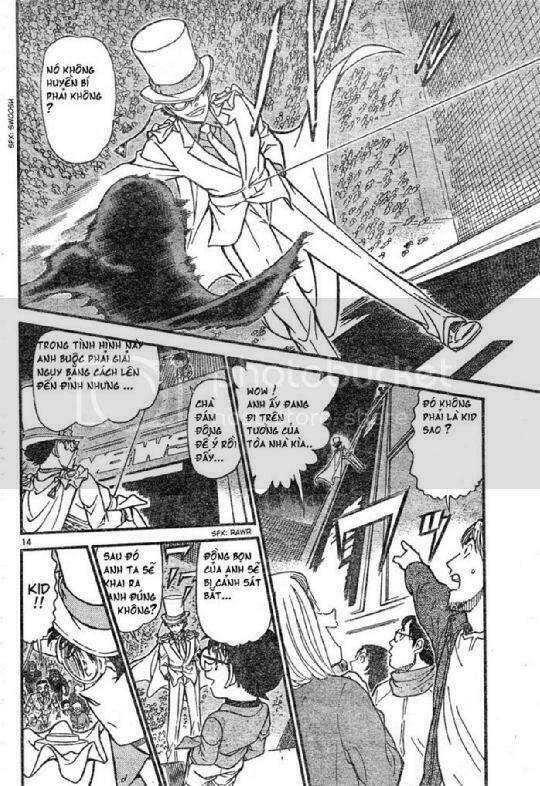 NÓ KHÔNG
HUYỀN BÍ
PHẢI KHÔNG
?
SFX: SWOOSH
ĐÓ KHÔNG
PHẢI LÀ KID
SAO ?
WOW !
ANH ẤY ĐANG
ĐI TRÊN
TƯƠNG CỦA
TÒA NHÀ KÌA..
TRONG TÌNH HÌNH NÀY
ANH BUỘC PHẢI GIẢI
NGUY BẰNG CÁCH LÊN
ĐẾN ĐỈNH NHƯNG ...
CHÀ
ĐÁM
ĐÔNG
ĐỂ Ý RỒI
ĐẤY...
NEWS
SFX: RAWR
14
ĐỒNG BỌN
CỦA ANH SẼ
BỊ CẢNH SÁT
BẮT...
SAU ĐÓ
ANH TA SẼ
KHAI RA
ANH ĐÚNG
KHÔNG?
KID
!!
photobucket